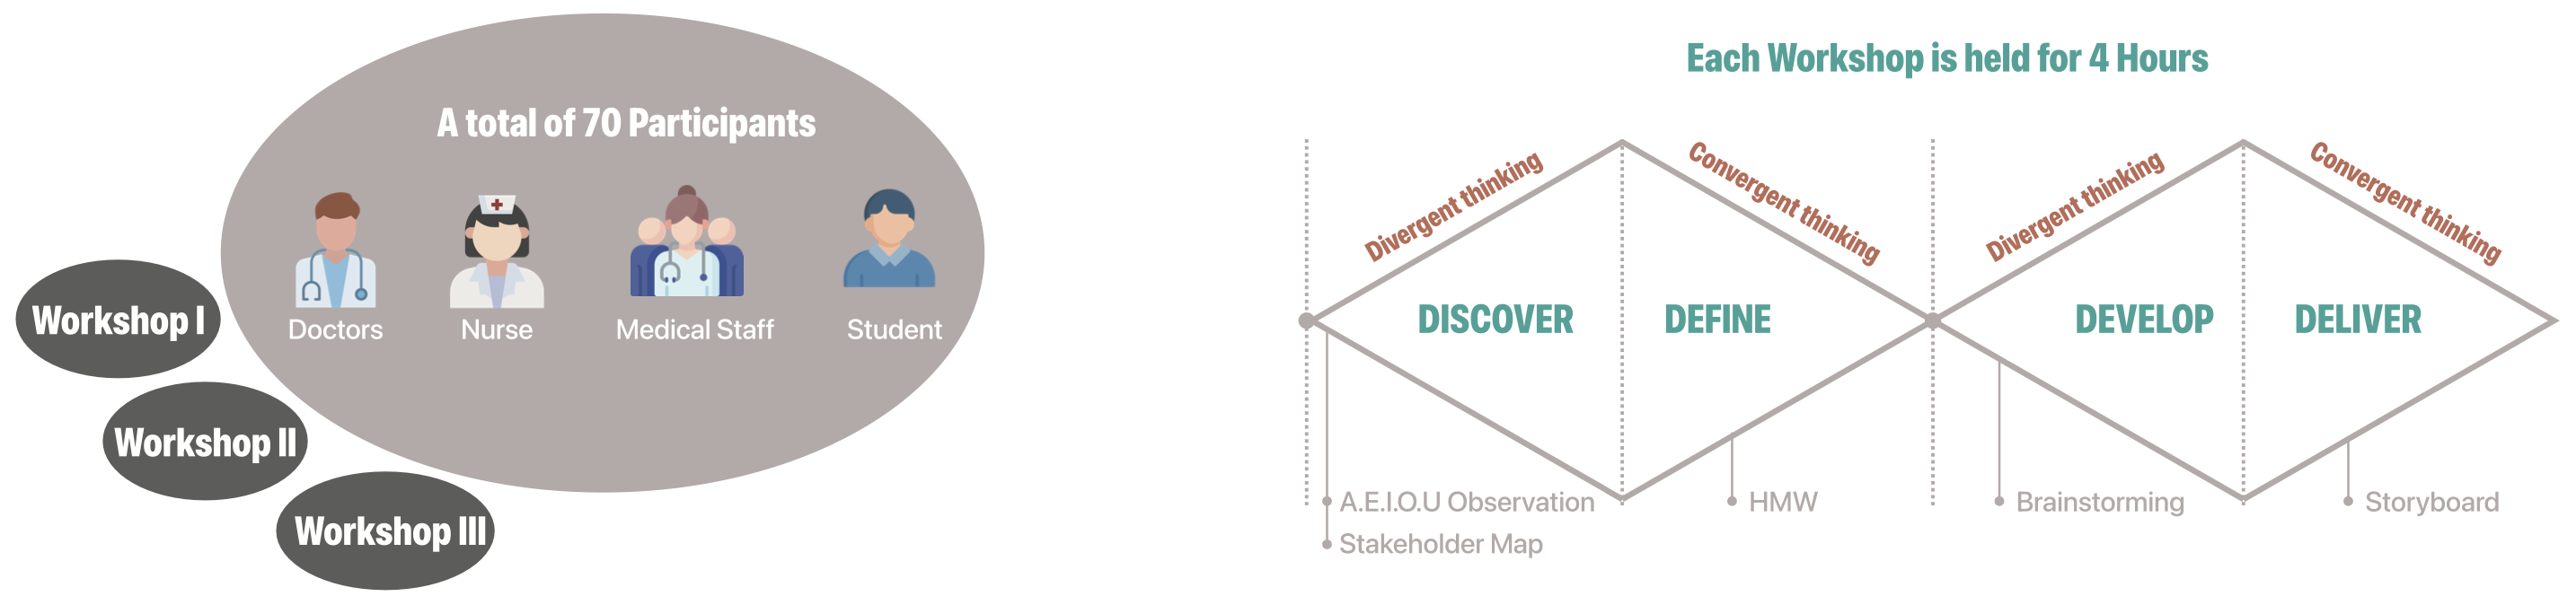 A total of 70 Participants
Doctors
Nurse
Medical Staff
Student
Workshop I
Workshop II
Workshop III
Each Workshop is held for 4 Hours
Divergent thinking
Convergent thinking
Divergent thinking
Convergent thinking
DISCOVER
DEFINE
DEVELOP
DELIVER
A.E.I.O.U Observation
Stakeholder Map
HMW
Brainstorming
Storyboard